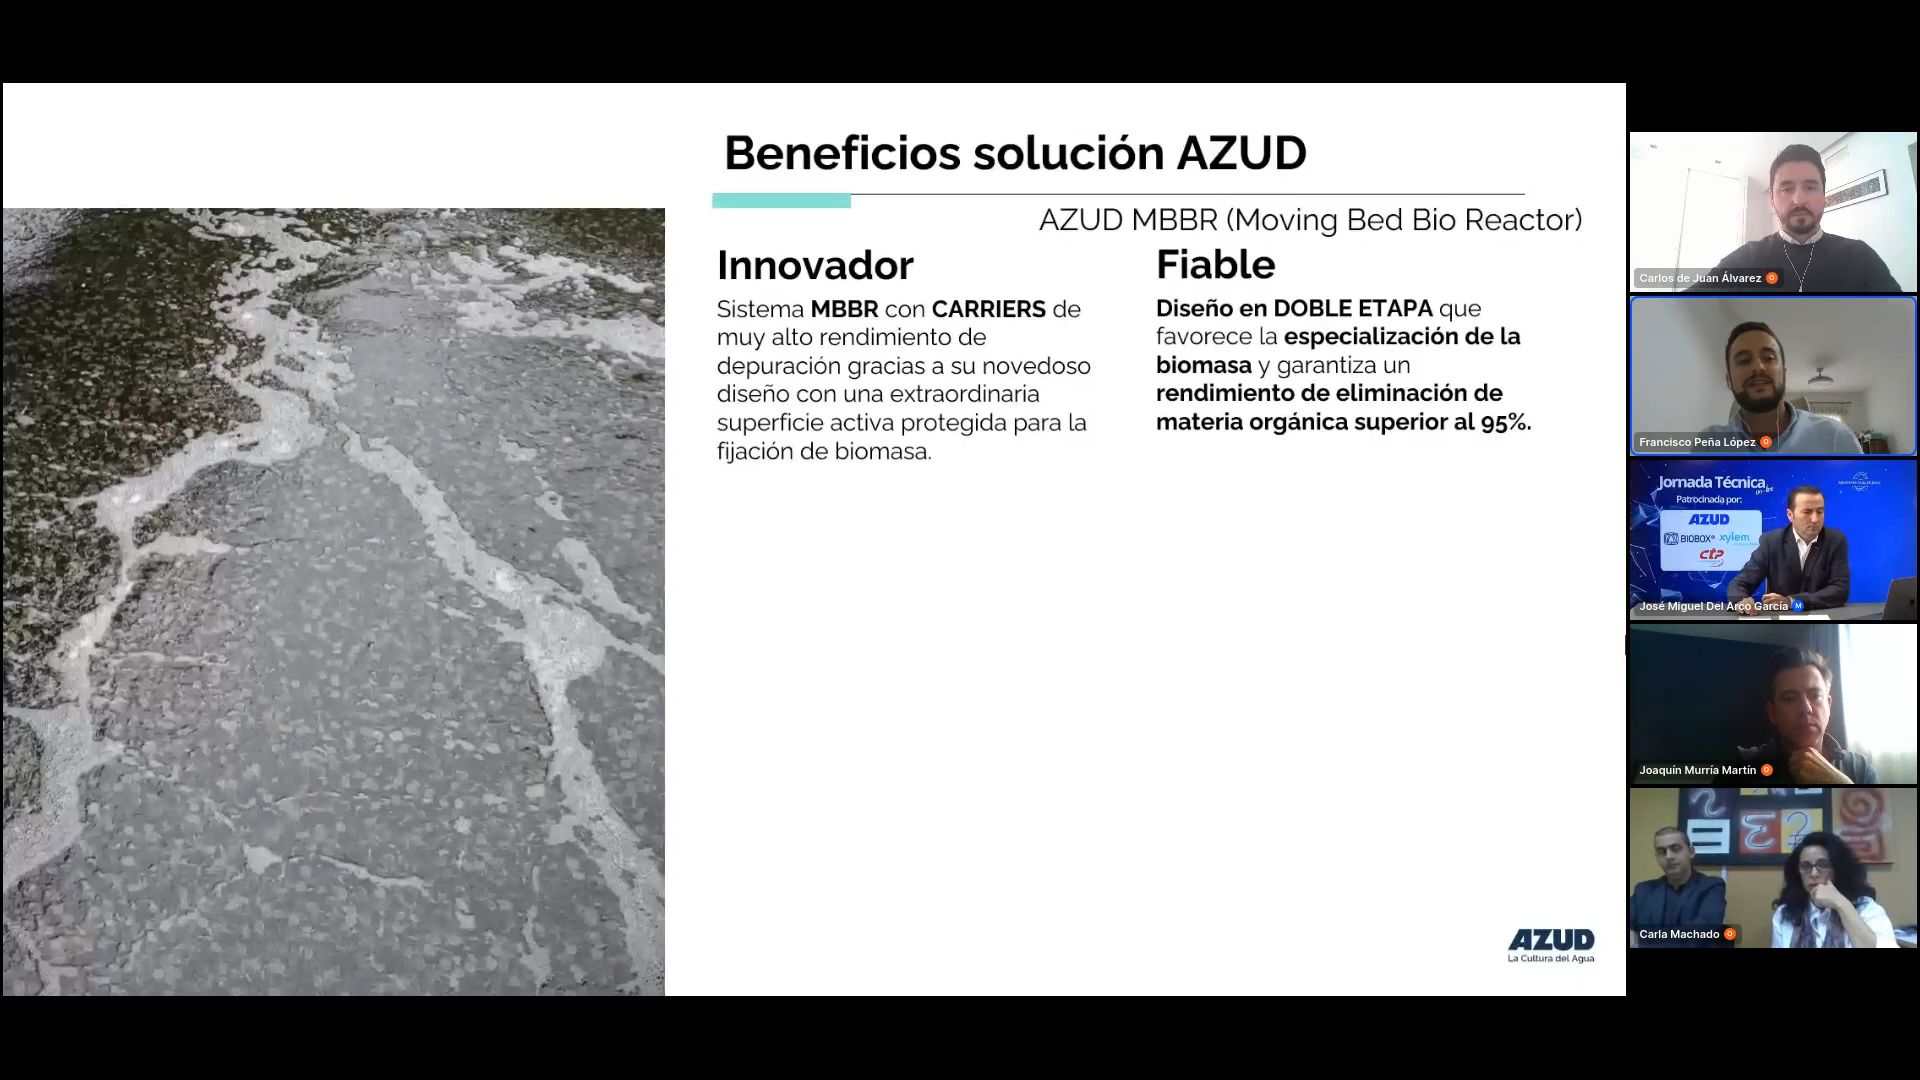 Beneficios solución AZUD
AZUD MBBR (Moving Bed Bio Reactor)
Innovador
Sistema MBBR con CARRIERS de
muy alto rendimiento de
depuración gracias a su novedoso
diseño con una extraordinaria
superficie activa protegida para la
fijación de biomasa.
Fiable
Diseño en DOBLE ETAPA que
favorece la especialización de la
biomasa y garantiza un
rendimiento de eliminación de
materia orgánica superior al 95%.
AZUD
La Cultura del Agua
Carlos de Juan Álvarez
Francisco Peña López
Jornada Técnica
on-line
Patrocinada por:
AZUD
BIOBOX® xylem
ctp
José Miguel Del Arco García M
Joaquín Murría Martín
Carla Machado